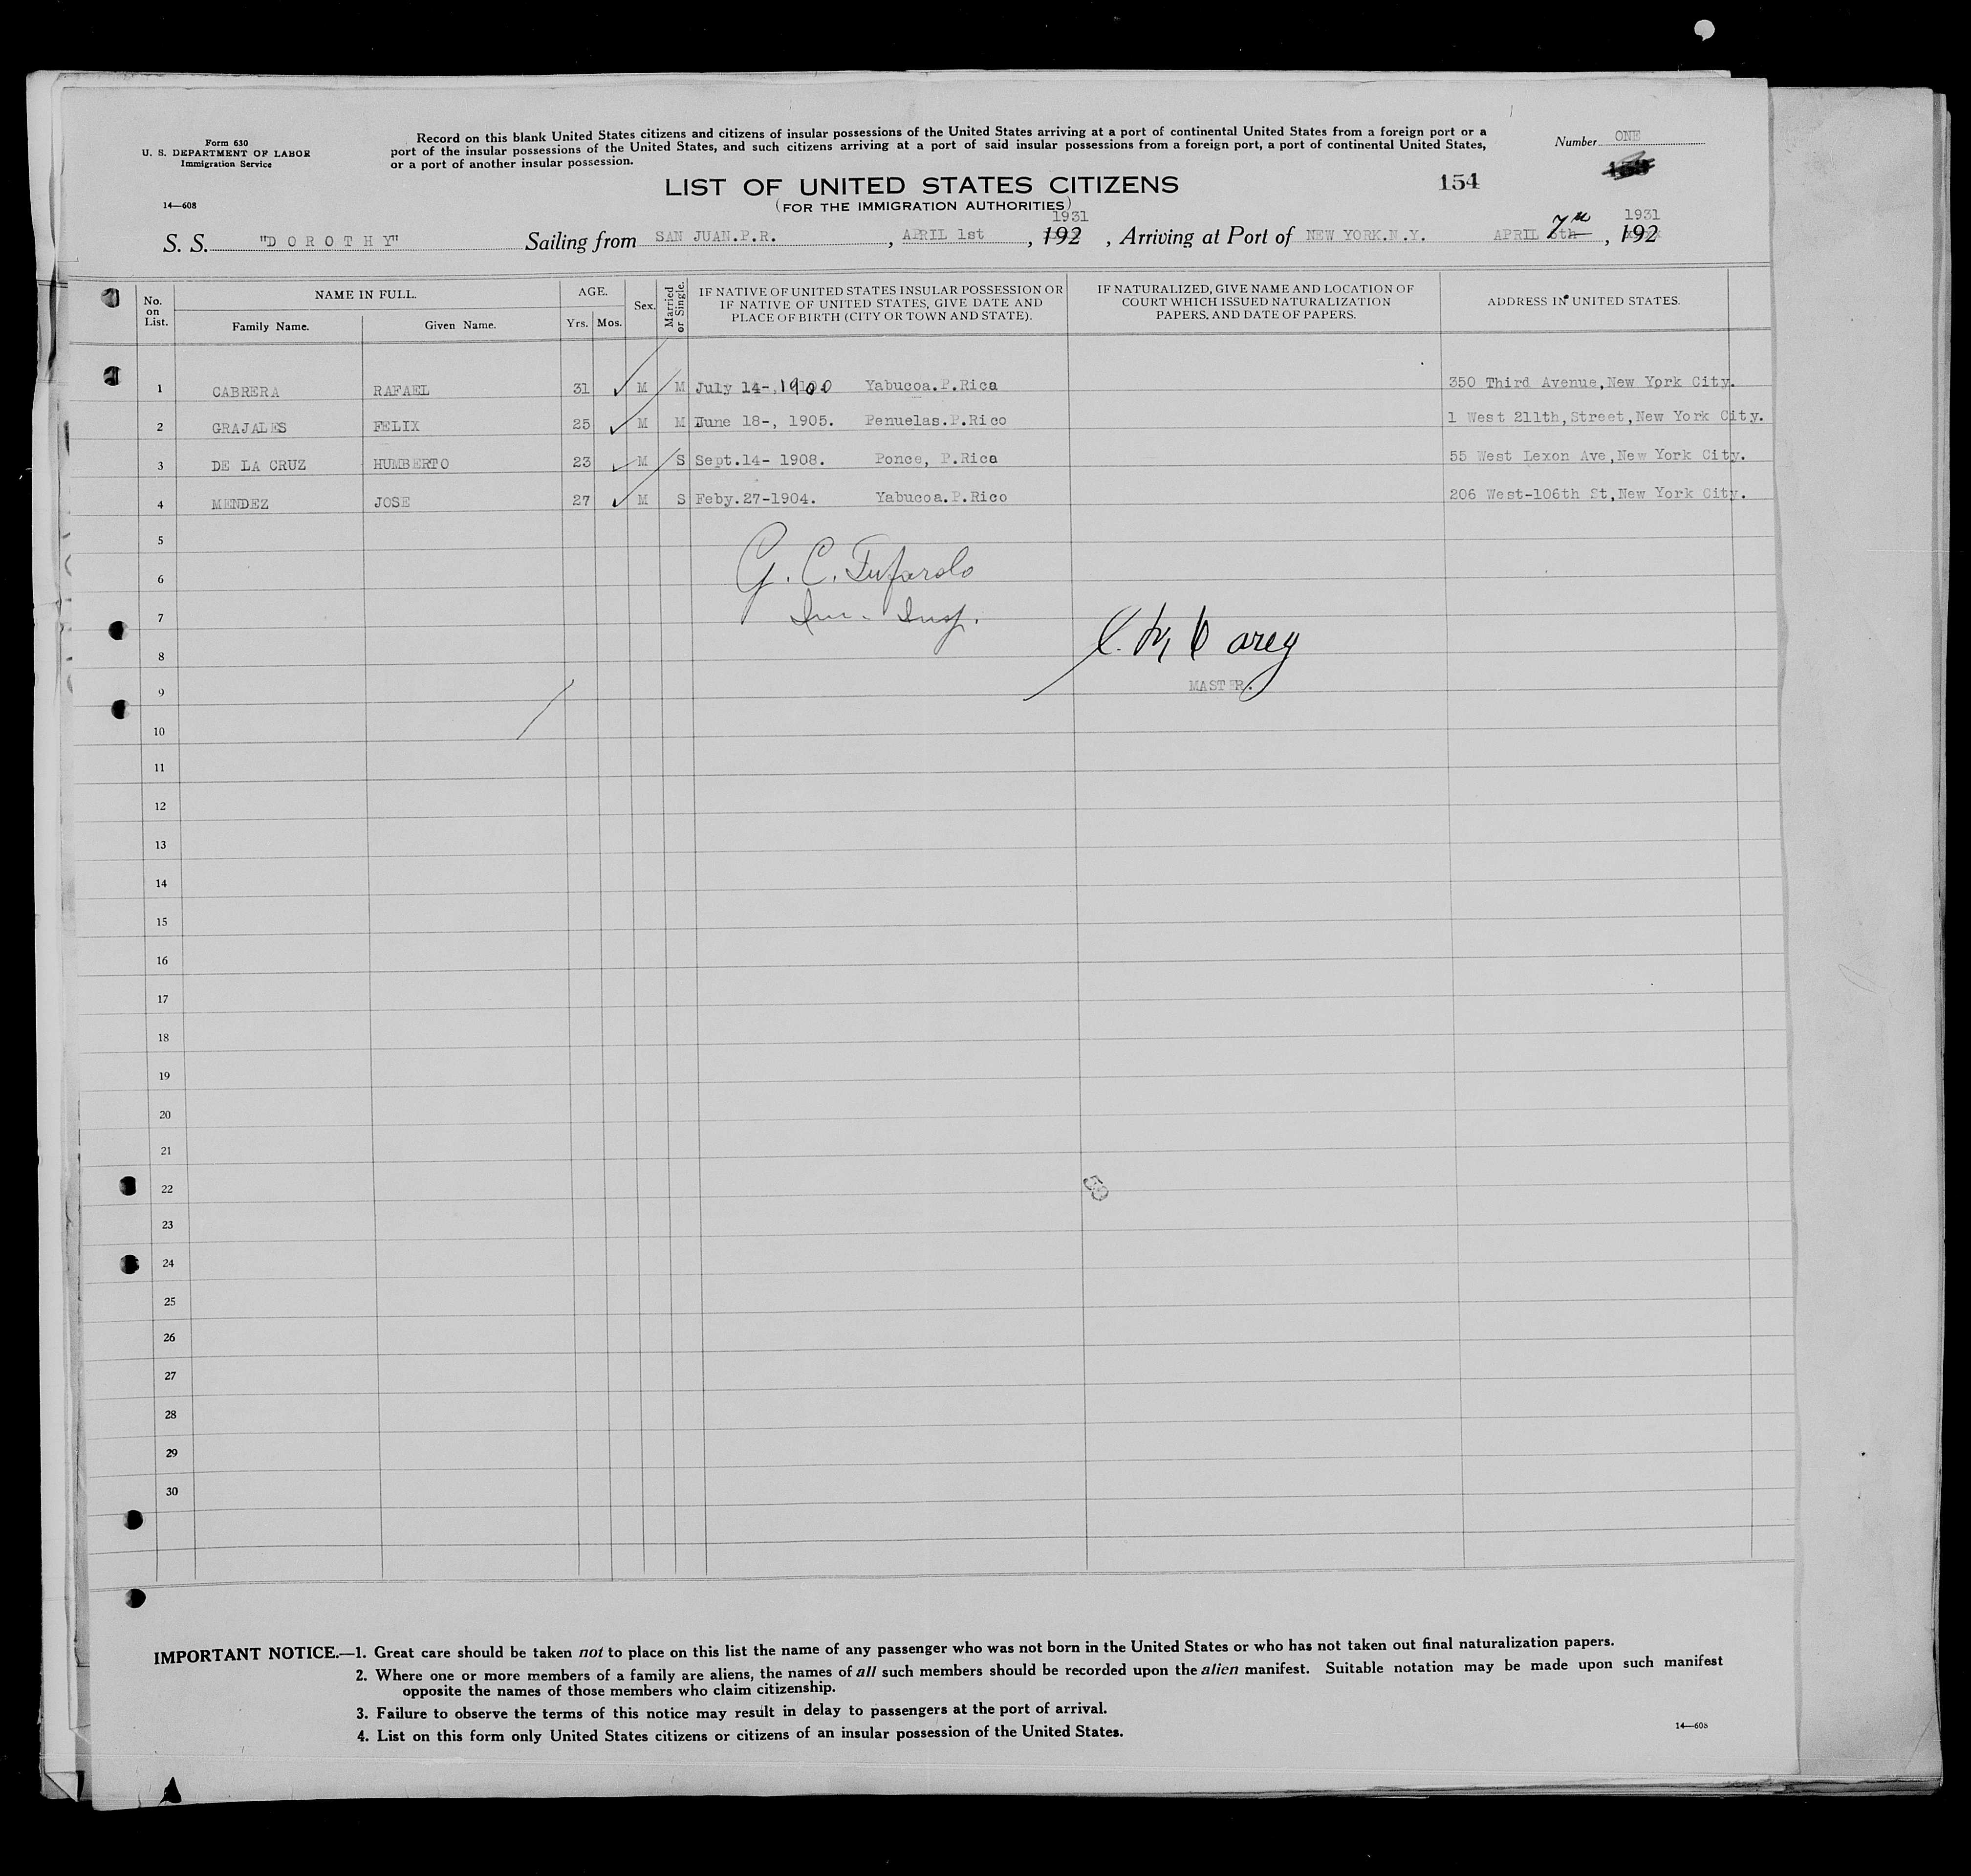 Form 630
U. S. DEPARTMENT OF LABOR
Immigration Service
14—608
Record on this blank United States citizens and citizens of insular possessions of the United States arriving at a port of continental United States from a foreign port or a
port of the insular possessions of the United States, and such citizens arriving at a port of said insular possessions from a foreign port, a port of continental United States,
or a port of another insular possession.
Number ONE
LIST OF UNITED STATES CITIZENS
154
(FOR THE IMMIGRATION AUTHORITIES)
1931 1931
S. S. "D O R O T H Y" Sailing from SAN JUAN.P.R. , APRIL 1st , 192 , Arriving at Port of NEW YORK.N.Y. APRIL 7th , 192
No. on List. NAME IN FULL. Family Name. Given Name. AGE. Yrs. Mos. Sex. Married or Single. IF NATIVE OF UNITED STATES INSULAR POSSESSION OR IF NATIVE OF UNITED STATES, GIVE DATE AND PLACE OF BIRTH (CITY OR TOWN AND STATE). IF NATURALIZED, GIVE NAME AND LOCATION OF COURT WHICH ISSUED NATURALIZATION PAPERS, AND DATE OF PAPERS. ADDRESS IN UNITED STATES.
1 CABRERA RAFAEL 31 M M July 14-,1900 Yabucoa.P.Rica 350 Third Avenue,New York City.
2 GRAJALES FELIX 25 M M June 18-, 1905. Penuelas.P.Rico 1 West 211th,Street,New York City.
3 DE LA CRUZ HUMBERTO 23 M S Sept.14- 1908. Ponce, P.Rica 55 West Lexon Ave,New York City.
4 MENDEZ JOSE 27 M S Feby.27-1904. Yabucoa.P.Rico 206 West-106th St,New York City.
5
6 G. C. Tufarolo
7 Im. Insp.
8
9 MASTER.
10
11
12
13
14
15
16
17
18
19
20
21
22
23
24
25
26
27
28
29
30
IMPORTANT NOTICE.—1. Great care should be taken not to place on this list the name of any passenger who was not born in the United States or who has not taken out final naturalization papers.
2. Where one or more members of a family are aliens, the names of all such members should be recorded upon the alien manifest. Suitable notation may be made upon such manifest
opposite the names of those members who claim citizenship.
3. Failure to observe the terms of this notice may result in delay to passengers at the port of arrival.
4. List on this form only United States citizens or citizens of an insular possession of the United States.
14—608